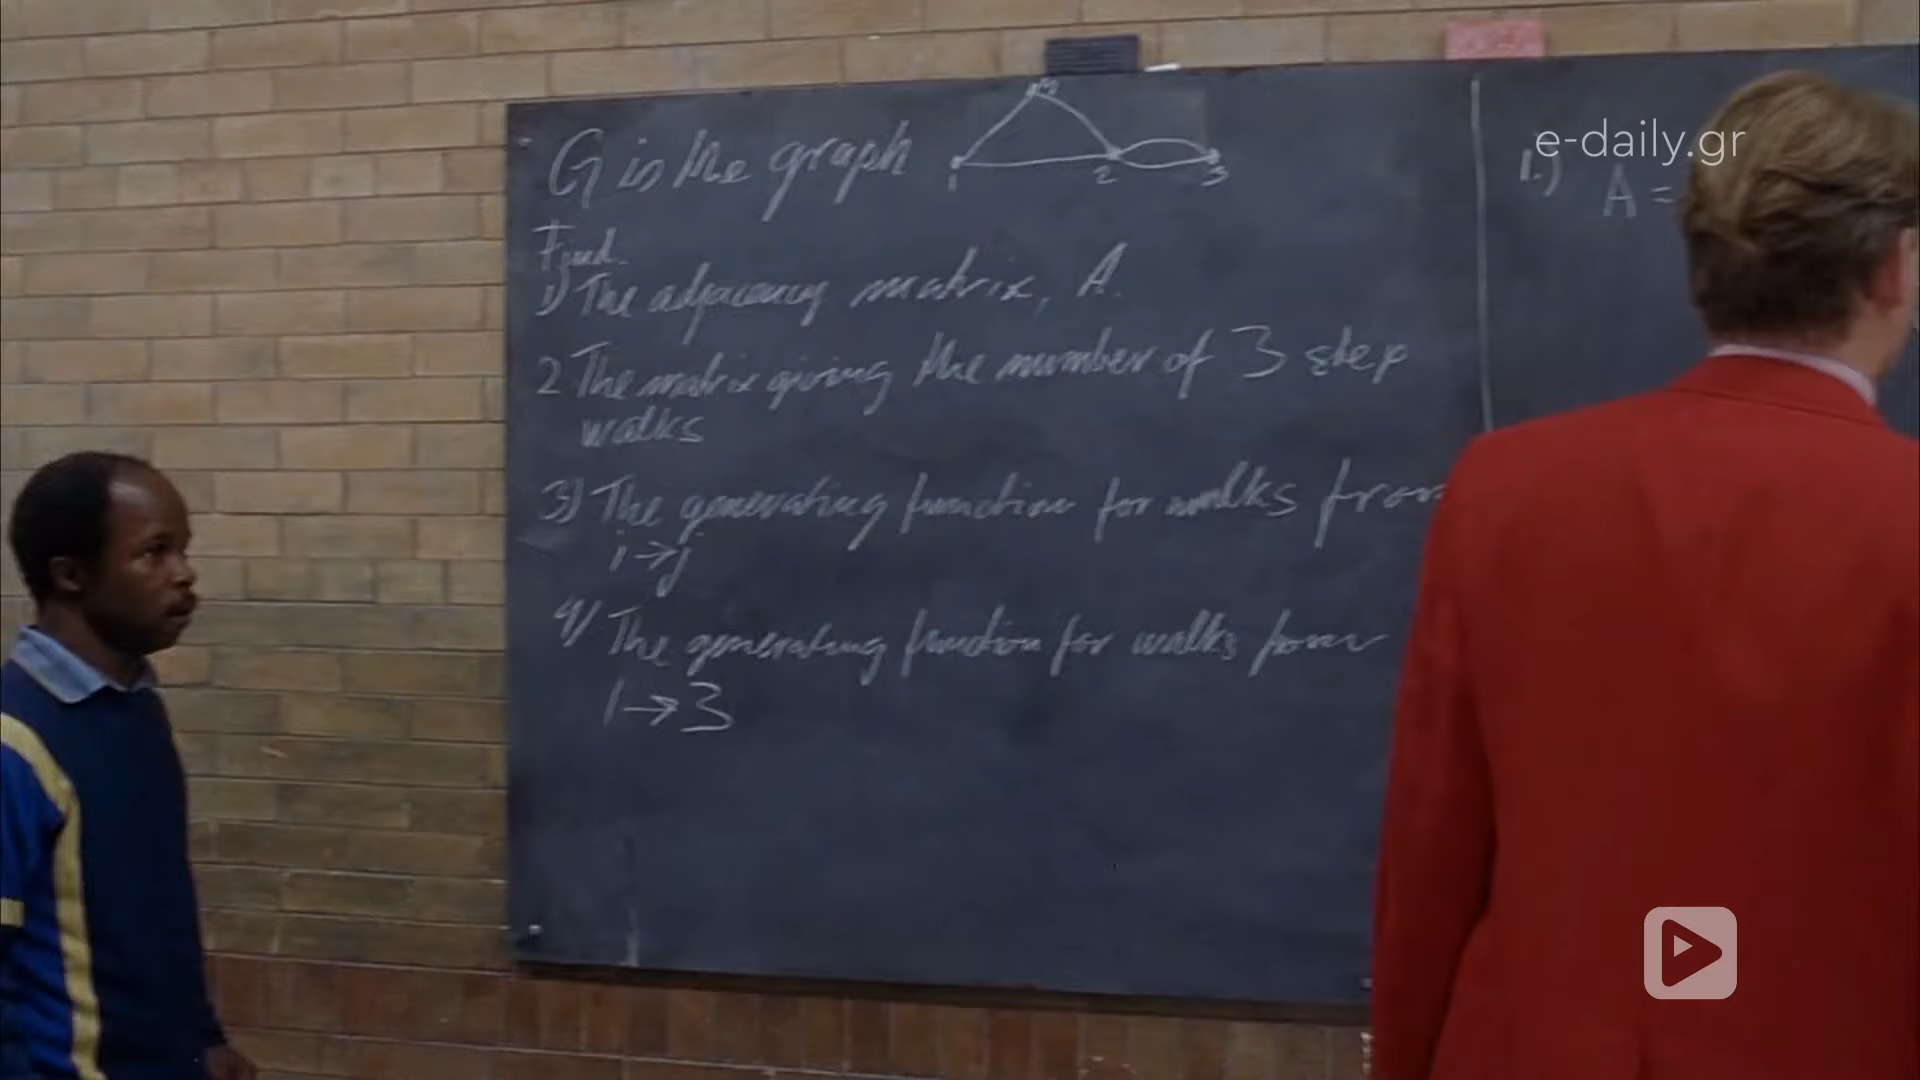 G is the graph
1 2 3
Find.
1) The adjacency matrix, A.
2 The matrix giving the number of 3 step
walks
3) The generating function for walks from
i→j
4) The generating function for walks from
1→3
e-daily.gr
1.) A =